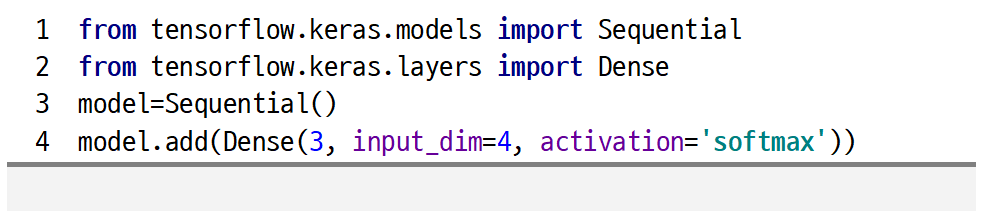 1 from tensorflow.keras.models import Sequential
2 from tensorflow.keras.layers import Dense
3 model=Sequential()
4 model.add(Dense(3, input_dim=4, activation='softmax'))